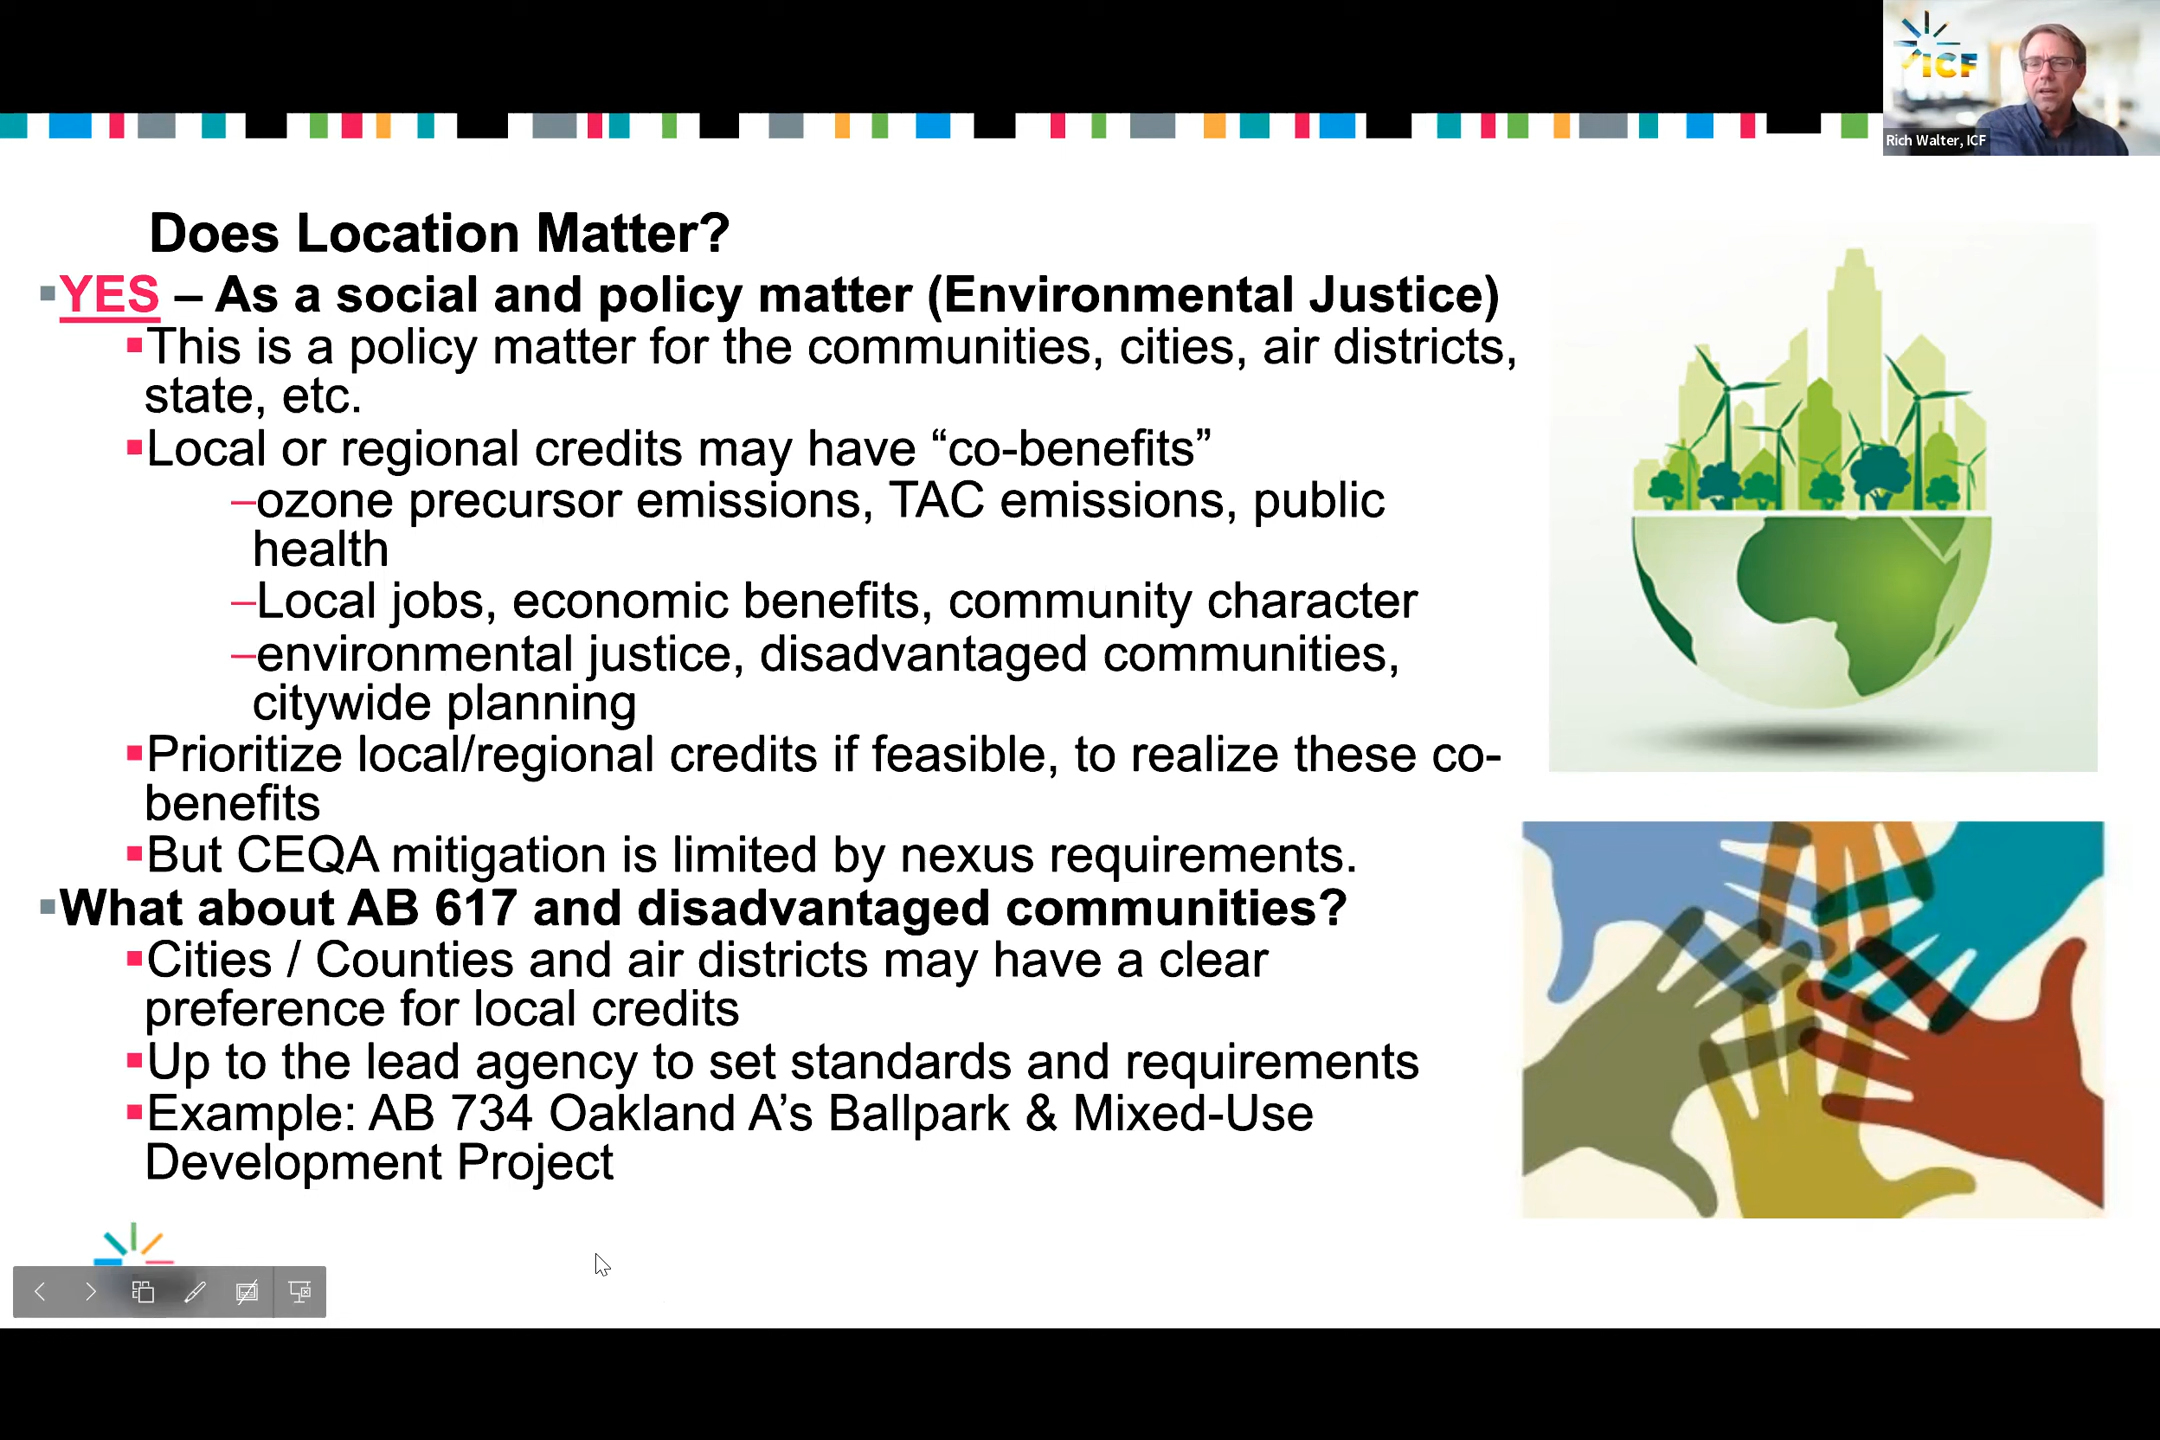 ICF
Rich Walter, ICF
Does Location Matter?
YES – As a social and policy matter (Environmental Justice)
This is a policy matter for the communities, cities, air districts,
state, etc.
Local or regional credits may have “co-benefits”
–ozone precursor emissions, TAC emissions, public
health
–Local jobs, economic benefits, community character
–environmental justice, disadvantaged communities,
citywide planning
Prioritize local/regional credits if feasible, to realize these co-
benefits
But CEQA mitigation is limited by nexus requirements.
What about AB 617 and disadvantaged communities?
Cities / Counties and air districts may have a clear
preference for local credits
Up to the lead agency to set standards and requirements
Example: AB 734 Oakland A’s Ballpark & Mixed-Use
Development Project